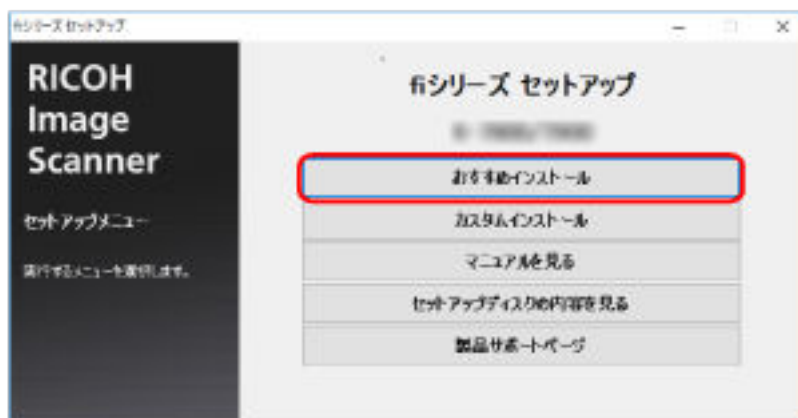 fiシリーズ セットアップ
RICOH
Image
Scanner
セットアップメニュー
実行するメニューを選択します。
fiシリーズ セットアップ
おすすめインストール
カスタムインストール
マニュアルを見る
セットアップディスクの内容を見る
製品サポートページ